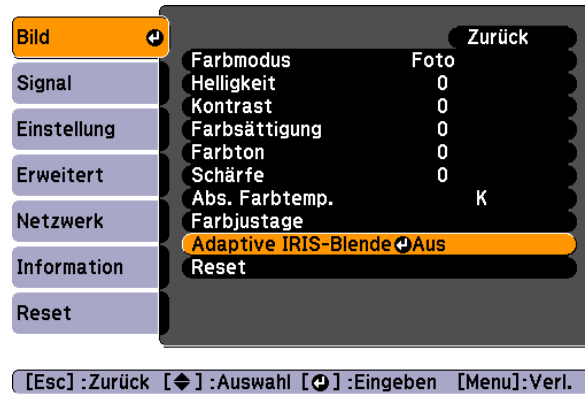 Bild
Signal
Einstellung
Erweitert
Netzwerk
Information
Reset
Zurück
Farbmodus Foto
Helligkeit 0
Kontrast 0
Farbsättigung 0
Farbton 0
Schärfe 0
Abs. Farbtemp. K
Farbjustage
Adaptive IRIS-Blende Aus
Reset
[Esc] :Zurück [ ] :Auswahl [ ] :Eingeben [Menu]:Verl.